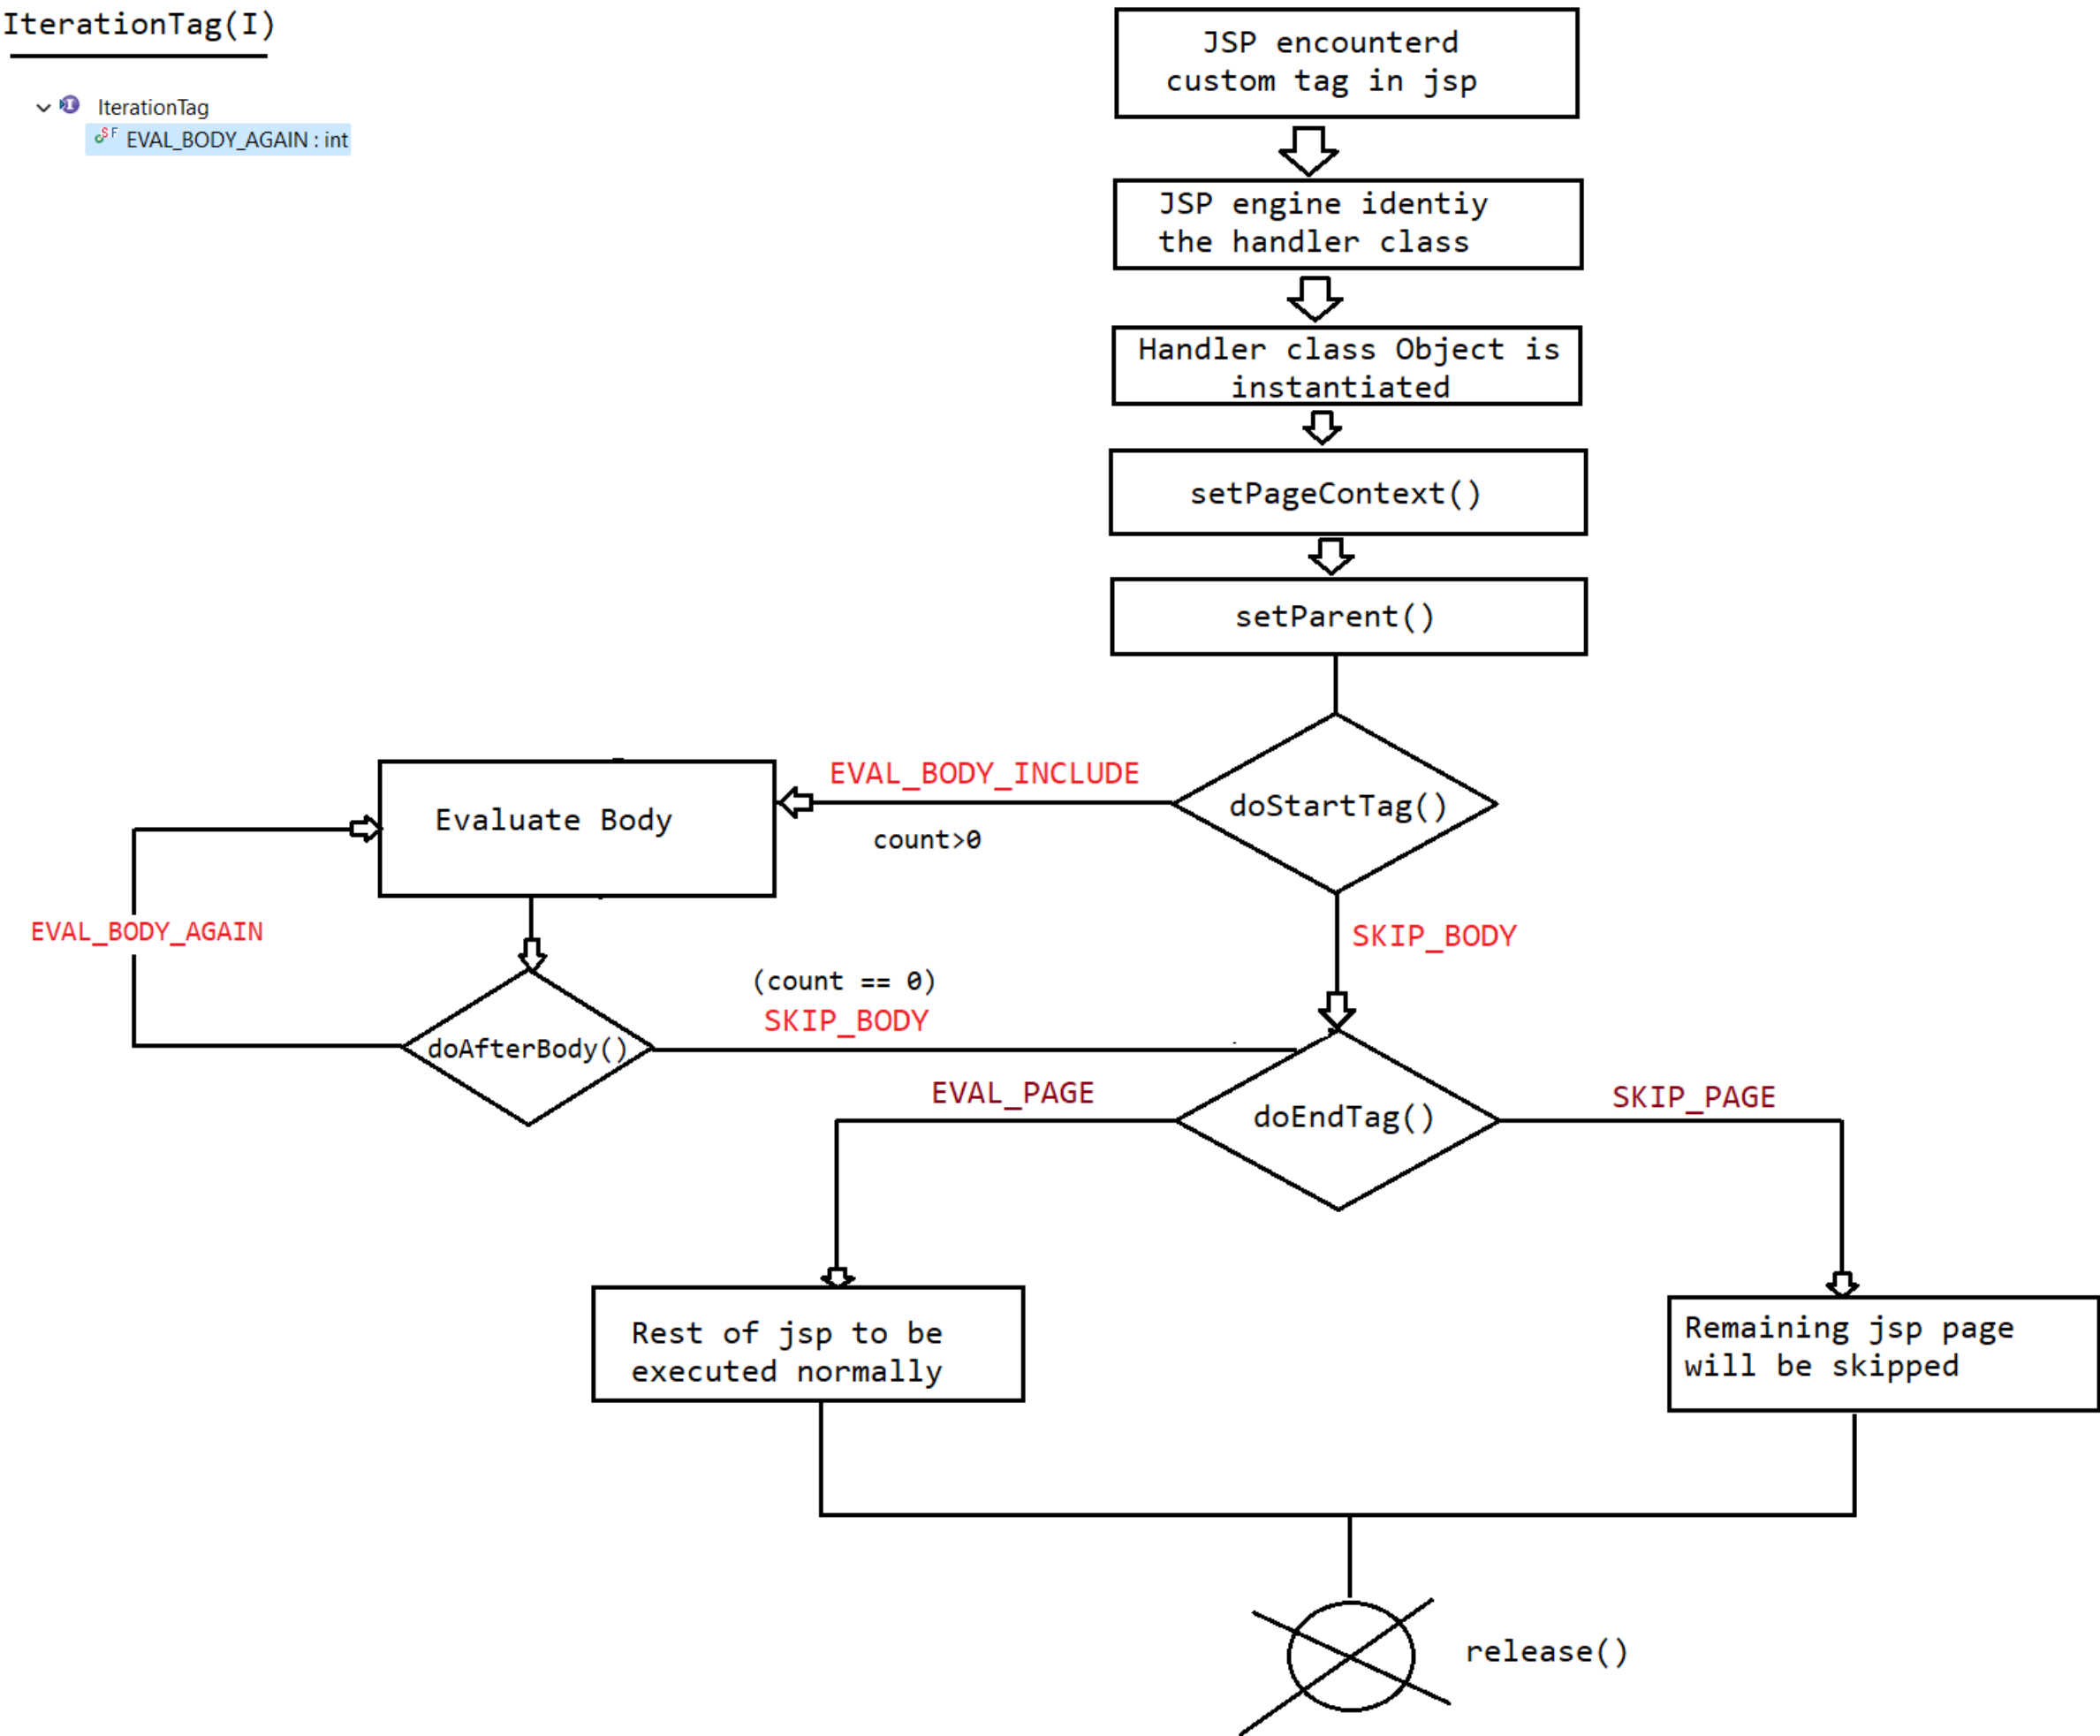 IterationTag(I)
IterationTag
EVAL_BODY_AGAIN : int
JSP encounterd
custom tag in jsp
JSP engine identiy
the handler class
Handler class Object is
instantiated
setPageContext()
setParent()
EVAL_BODY_INCLUDE
doStartTag()
Evaluate Body
count>0
EVAL_BODY_AGAIN
SKIP_BODY
(count == 0)
SKIP_BODY
doAfterBody()
EVAL_PAGE
doEndTag()
SKIP_PAGE
Rest of jsp to be
executed normally
Remaining jsp page
will be skipped
release()